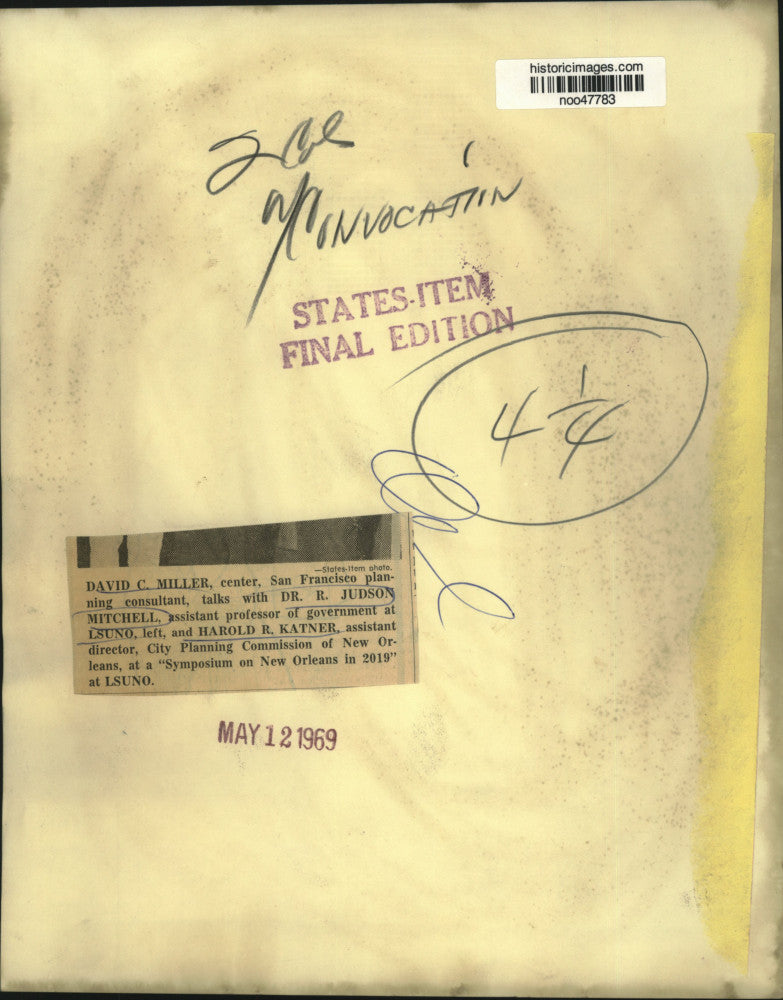 historicimages.com
noo47783
2 Col
INVOCATION
STATES-ITEM
FINAL EDITION
4 1/4
—States-Item photo.
DAVID C. MILLER, center, San Francisco plan-
ning consultant, talks with DR. R. JUDSON
MITCHELL, assistant professor of government at
LSUNO, left, and HAROLD R. KATNER, assistant
director, City Planning Commission of New Or-
leans, at a "Symposium on New Orleans in 2019"
at LSUNO.
MAY 12 1969